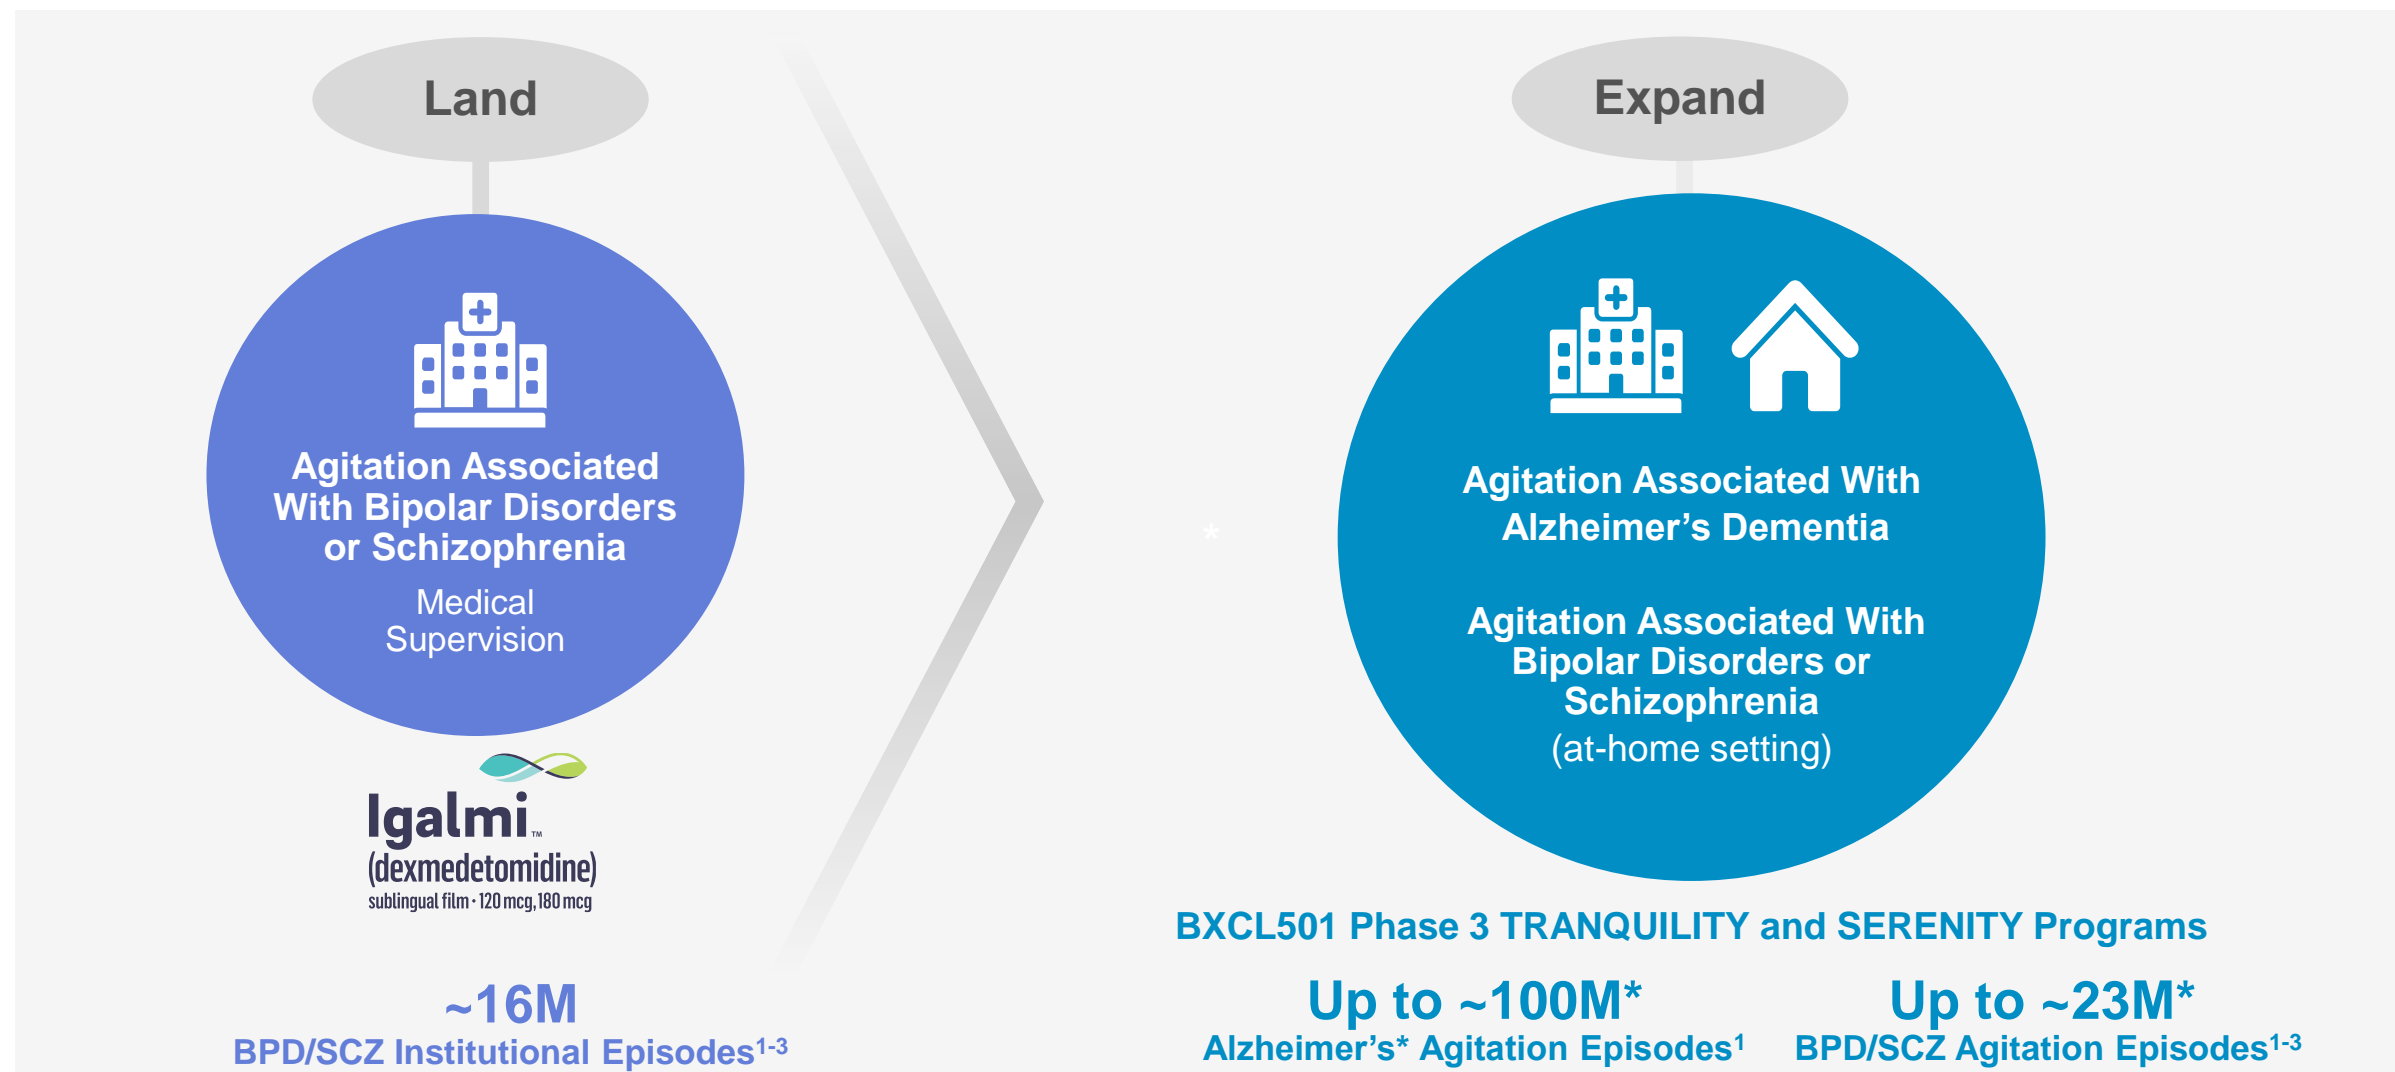 Land
Agitation Associated
With Bipolar Disorders
or Schizophrenia
Medical
Supervision
Igalmi™
(dexmedetomidine)
sublingual film • 120 mcg, 180 mcg
~16M
BPD/SCZ Institutional Episodes¹⁻³
Expand
*
Agitation Associated With
Alzheimer’s Dementia
Agitation Associated With
Bipolar Disorders or
Schizophrenia
(at-home setting)
BXCL501 Phase 3 TRANQUILITY and SERENITY Programs
Up to ~100M*
Alzheimer’s* Agitation Episodes¹
Up to ~23M*
BPD/SCZ Agitation Episodes¹⁻³